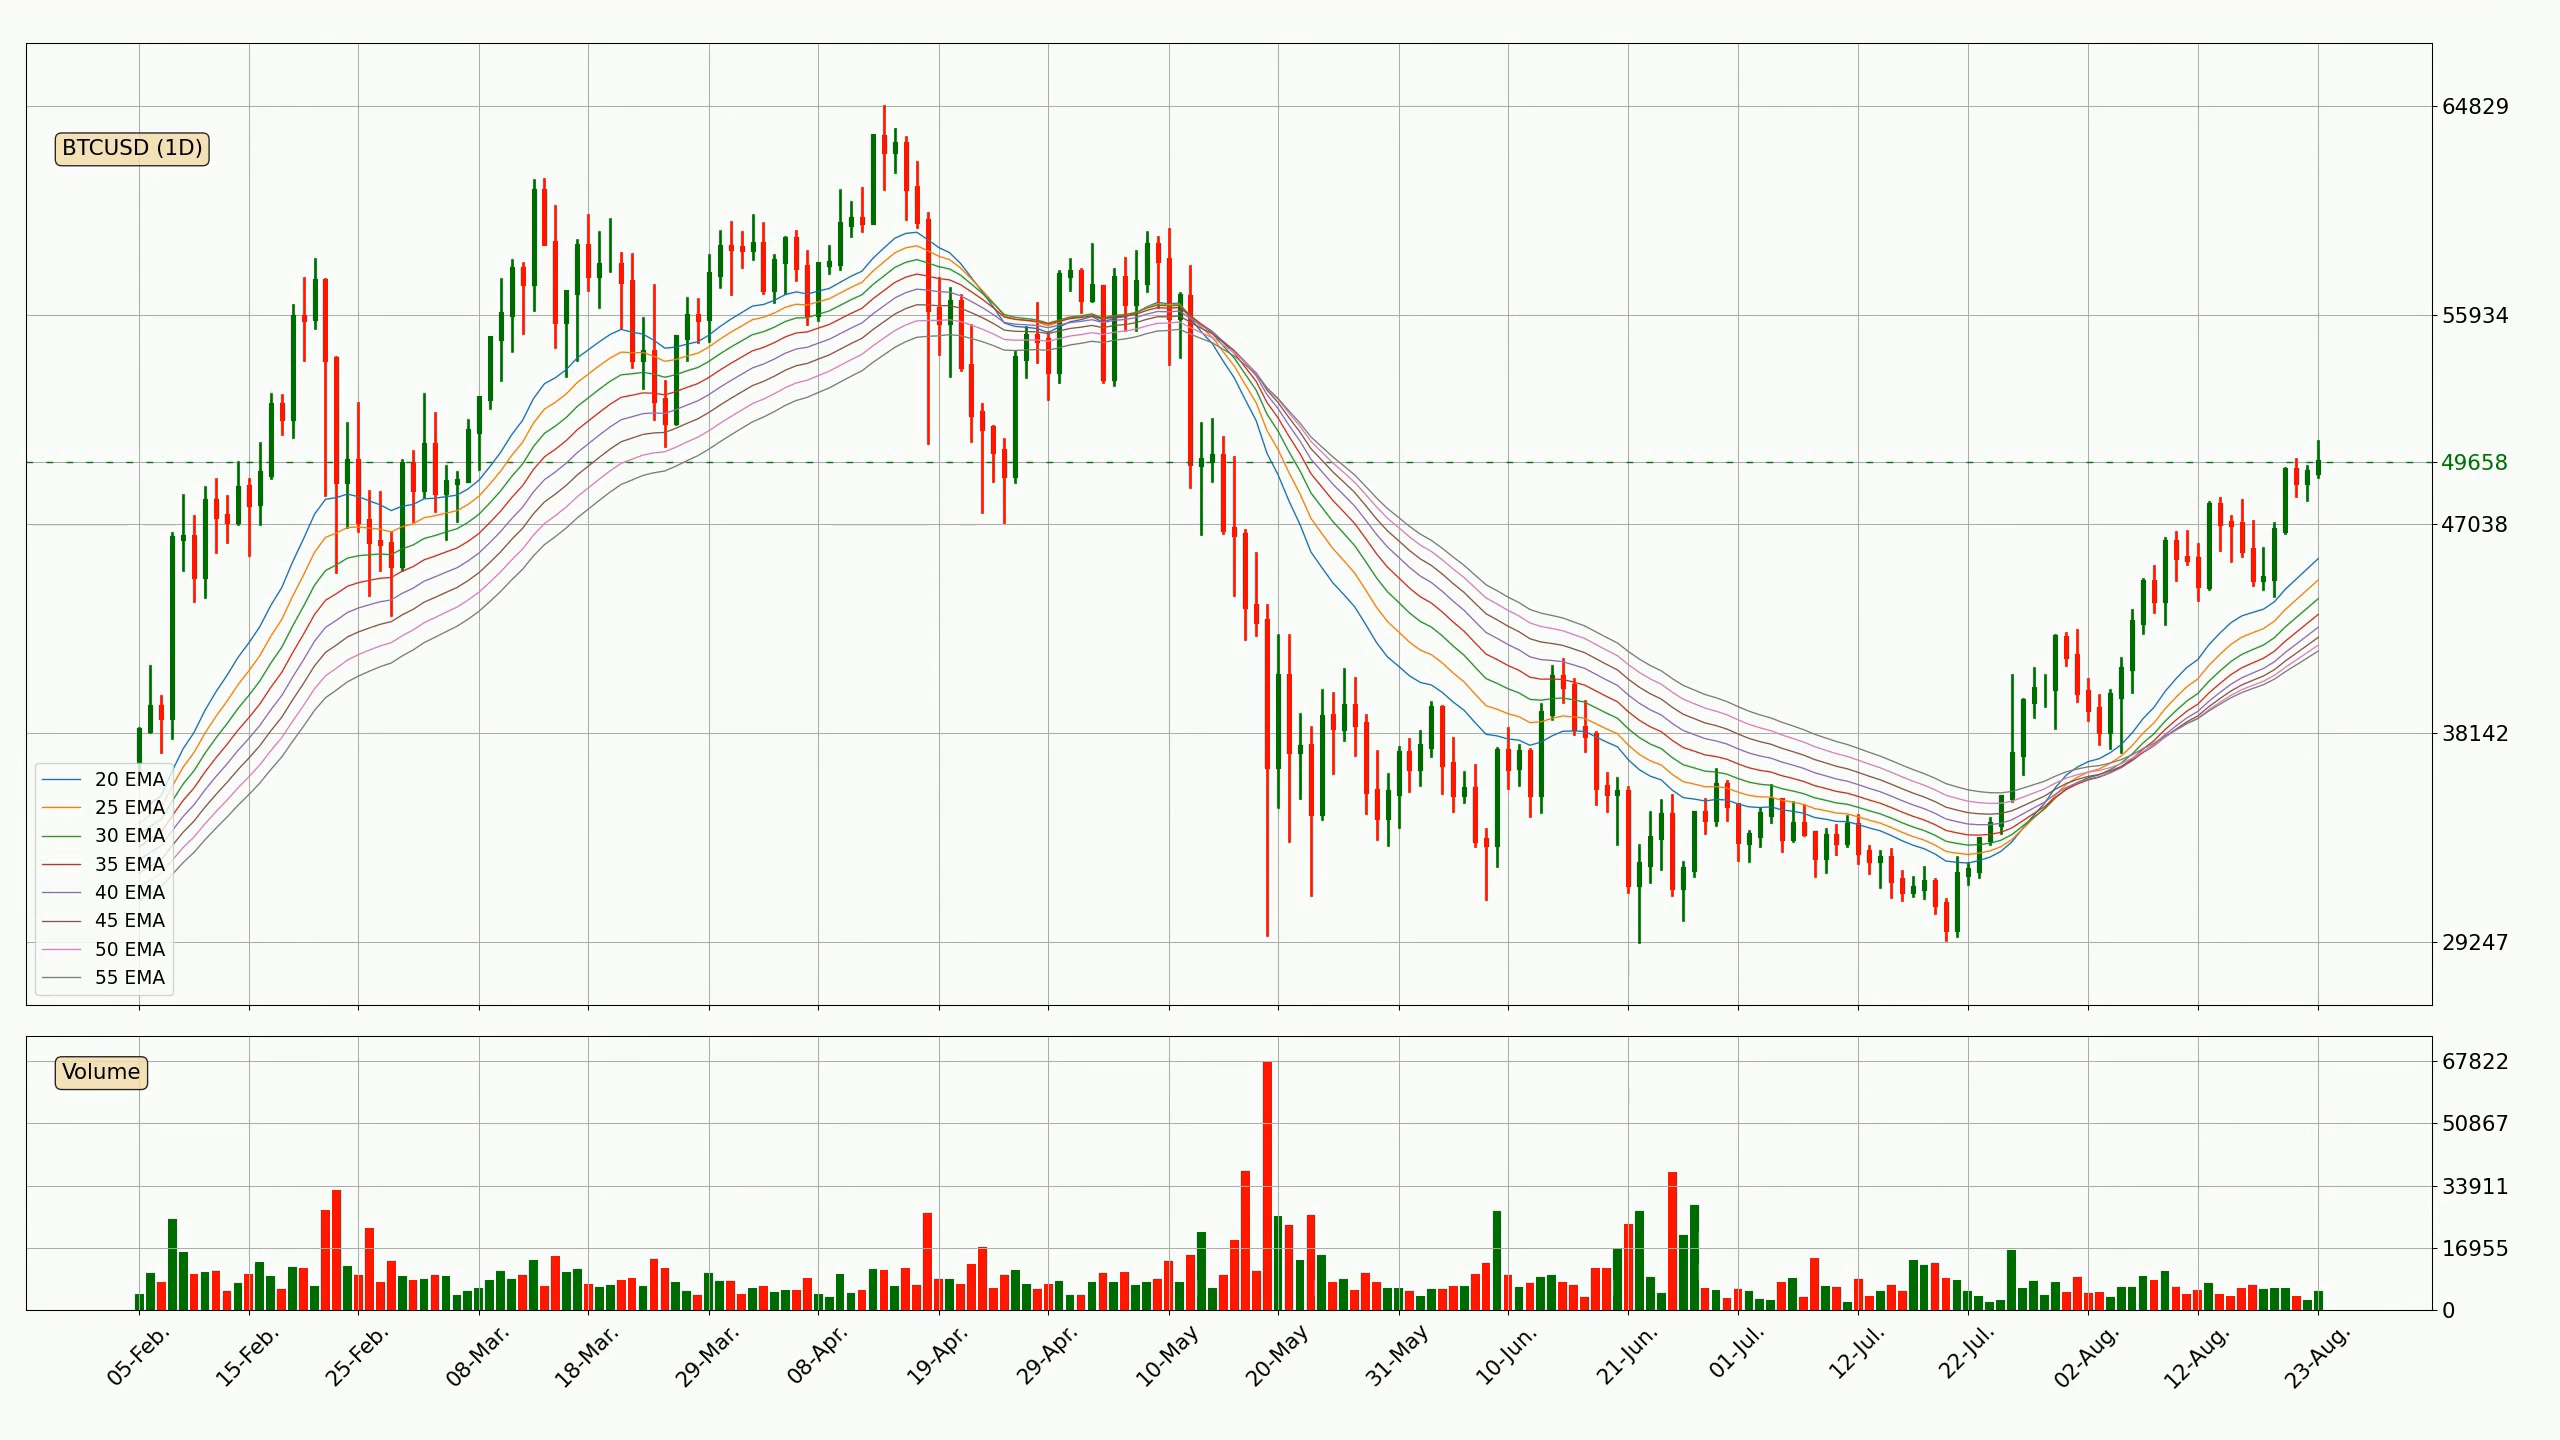 64829
BTCUSD (1D)
55934
49658
47038
38142
20 EMA
25 EMA
30 EMA
35 EMA
40 EMA
29247
45 EMA
50 EMA
55 EMA
Volume
67822
50867
33911
16955
0
05-Feb.
15-Feb.
25-Feb.
08-Mar.
18-Mar.
29-Mar.
08-Apr.
19-Apr.
29-Apr.
10-May
20-May
31-May
10-Jun.
21-Jun.
01-Jul.
12-Jul.
22-Jul.
02-Aug.
12-Aug.
23-Aug.